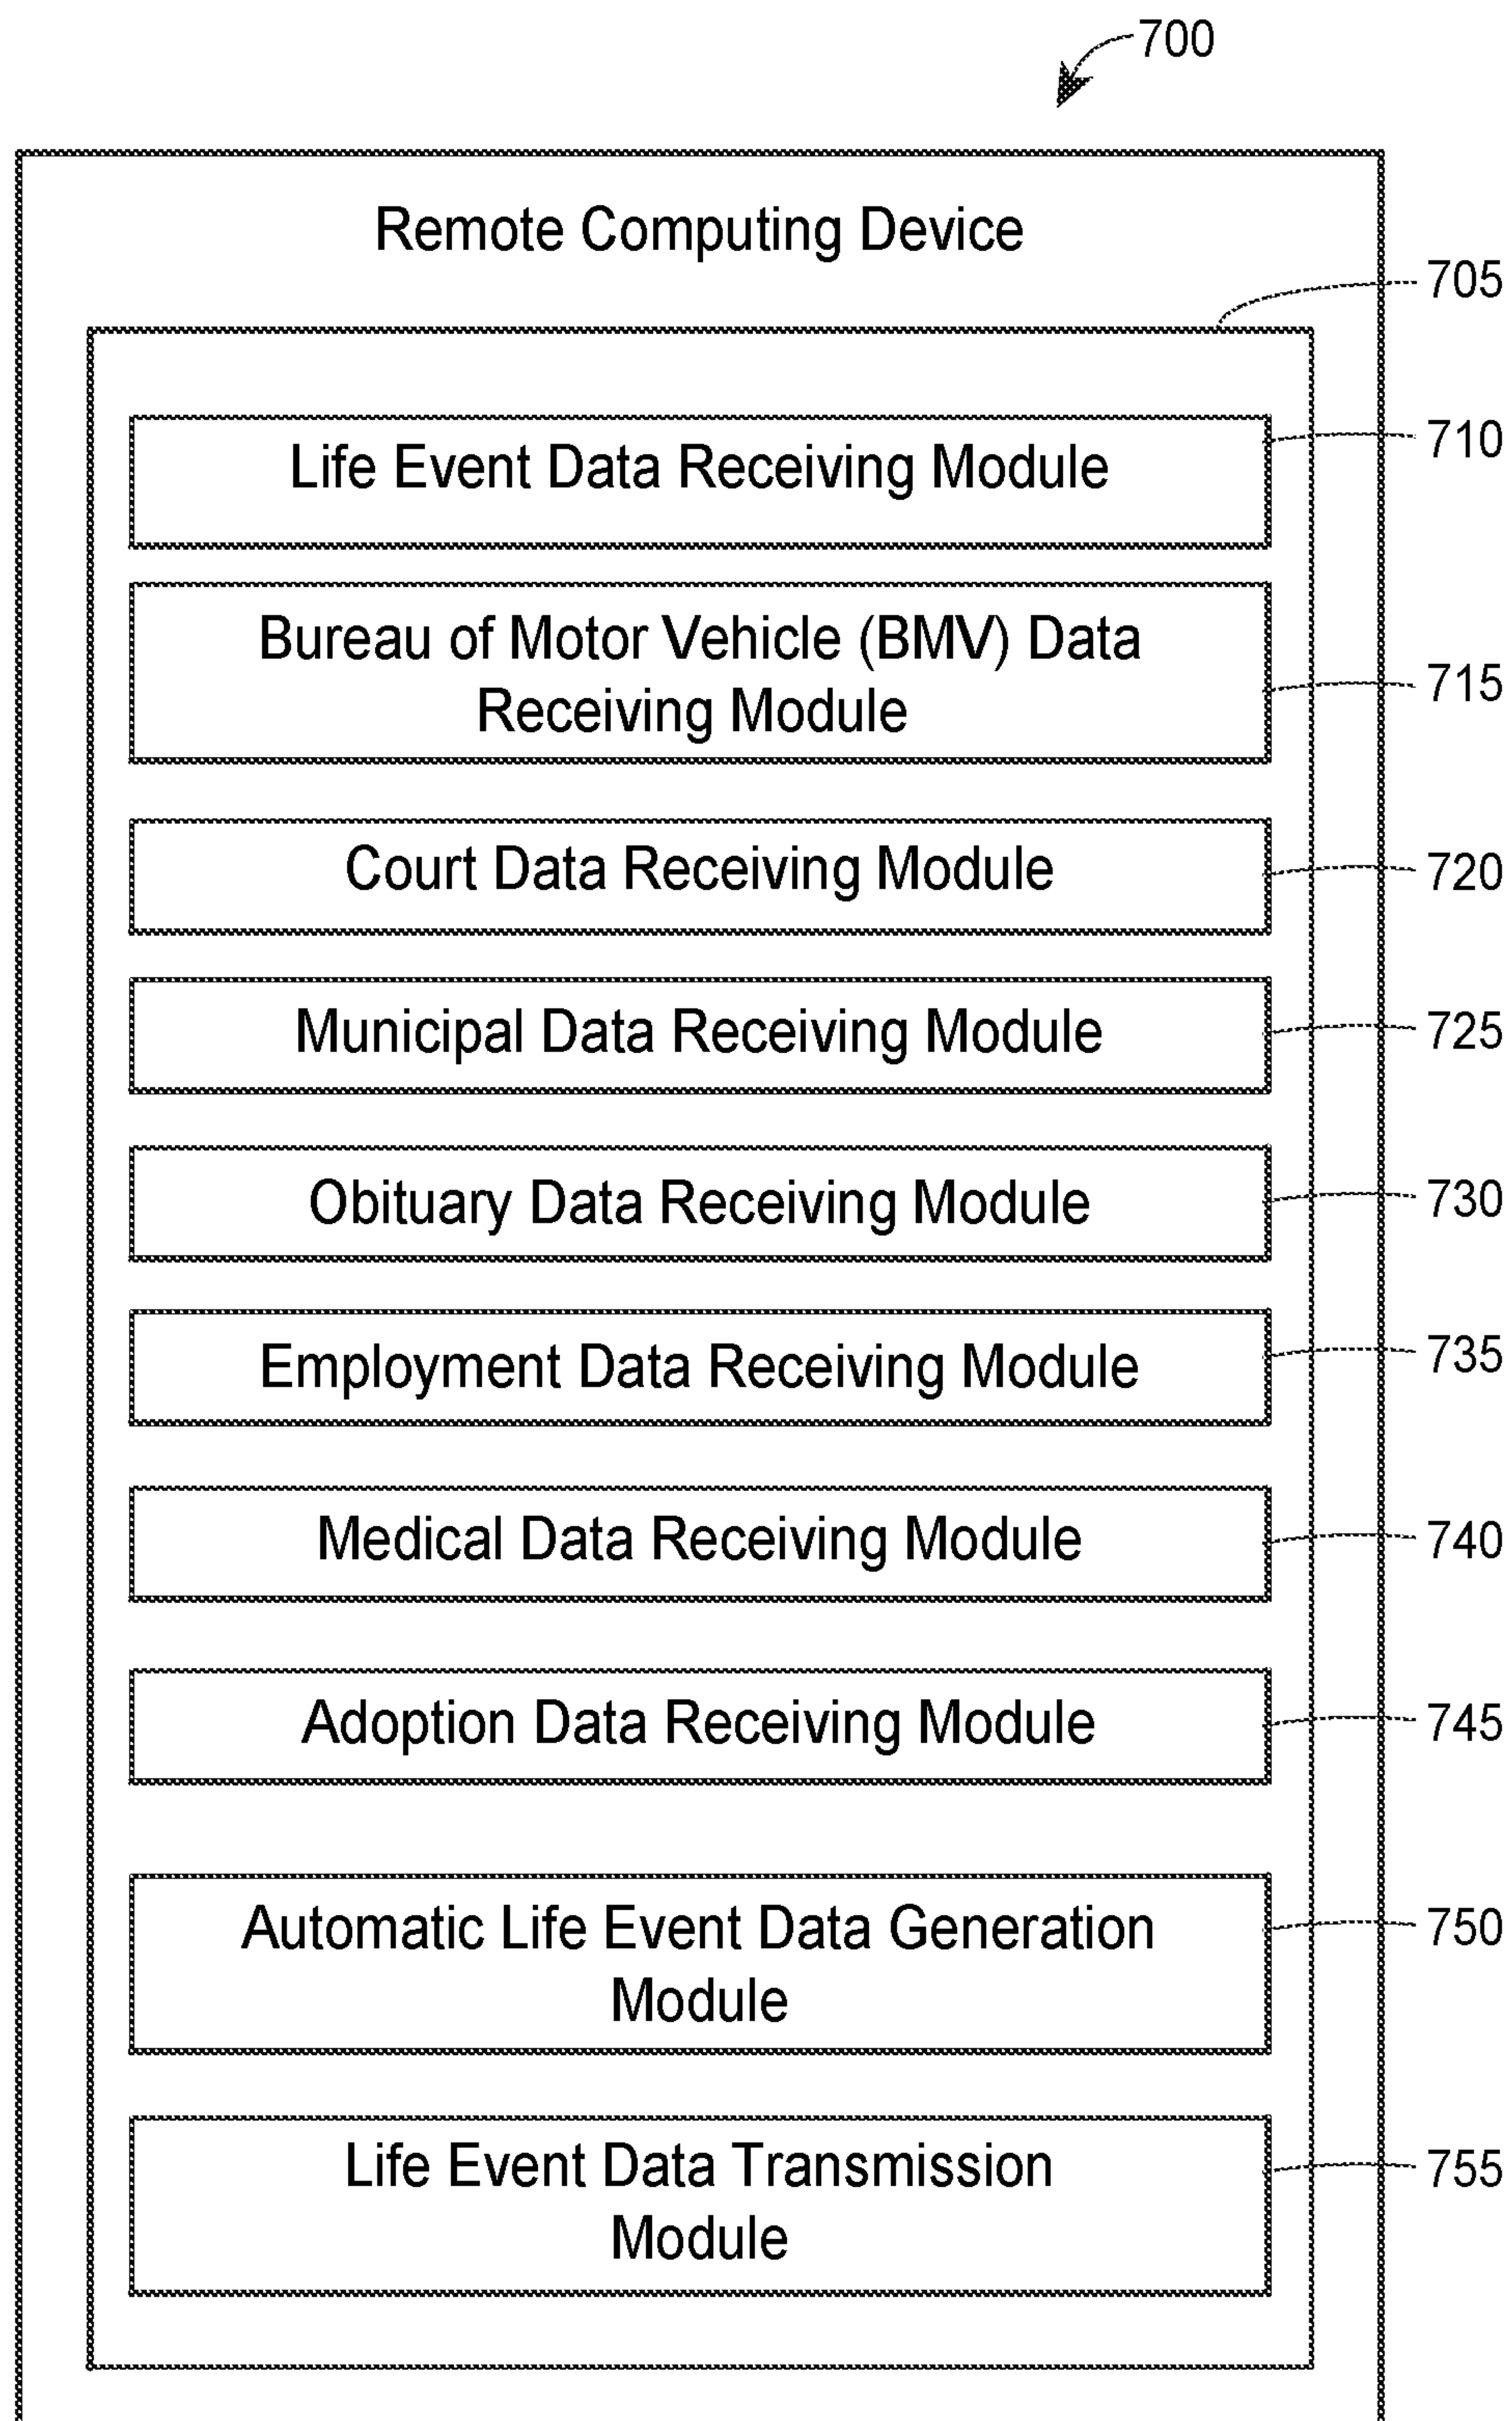 700
Remote Computing Device
705
Life Event Data Receiving Module
710
Bureau of Motor Vehicle (BMV) Data
Receiving Module
715
Court Data Receiving Module
720
Municipal Data Receiving Module
725
Obituary Data Receiving Module
730
Employment Data Receiving Module
735
Medical Data Receiving Module
740
Adoption Data Receiving Module
745
Automatic Life Event Data Generation
Module
750
Life Event Data Transmission
Module
755